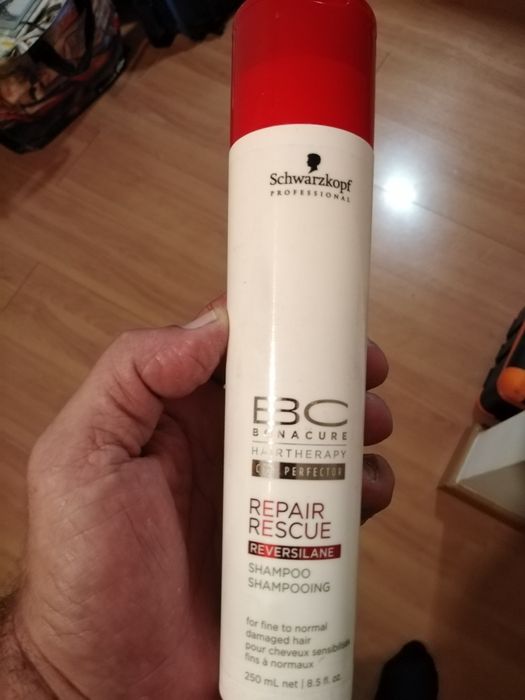 Schwarzkopf
PROFESSIONAL
BC
BONACURE
HAIRTHERAPY
CELL PERFECTOR
REPAIR
RESCUE
REVERSILANE
SHAMPOO
SHAMPOOING
for fine to normal
damaged hair
pour cheveux sensibilisés
fins à normaux
250 mL net | 8.5 fl. oz.